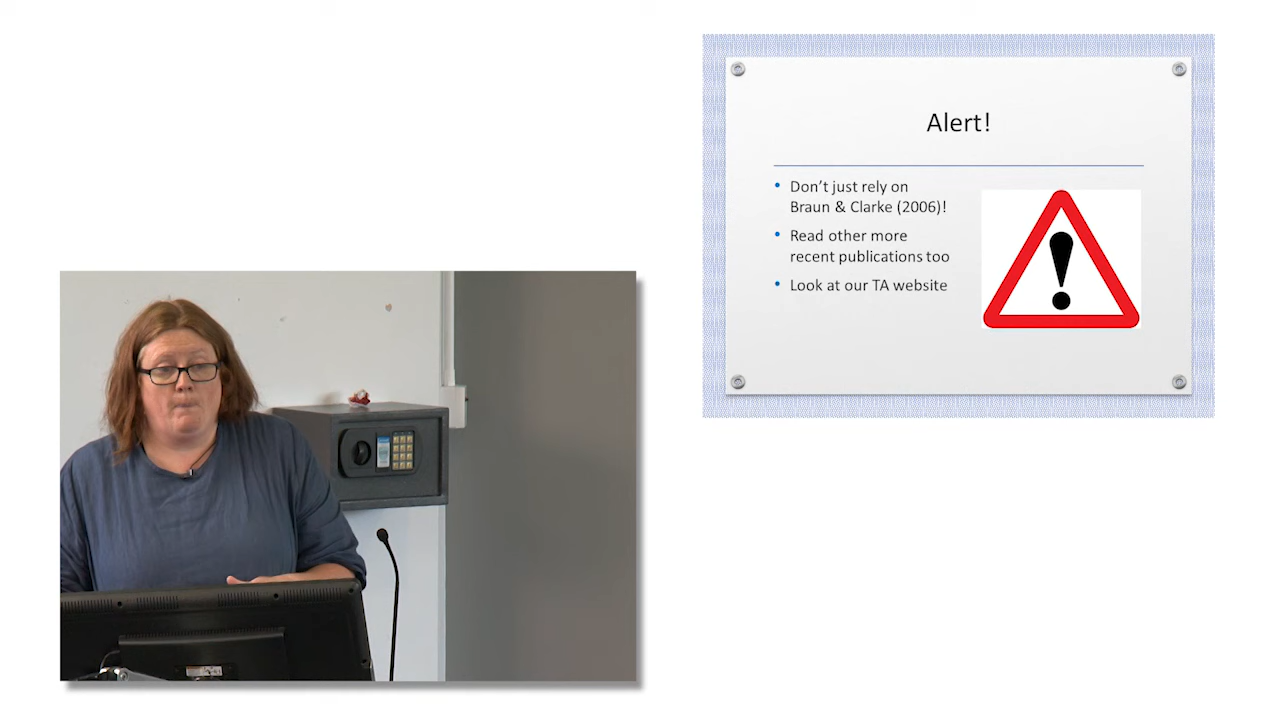 Alert!
• Don’t just rely on
Braun & Clarke (2006)!
• Read other more
recent publications too
• Look at our TA website